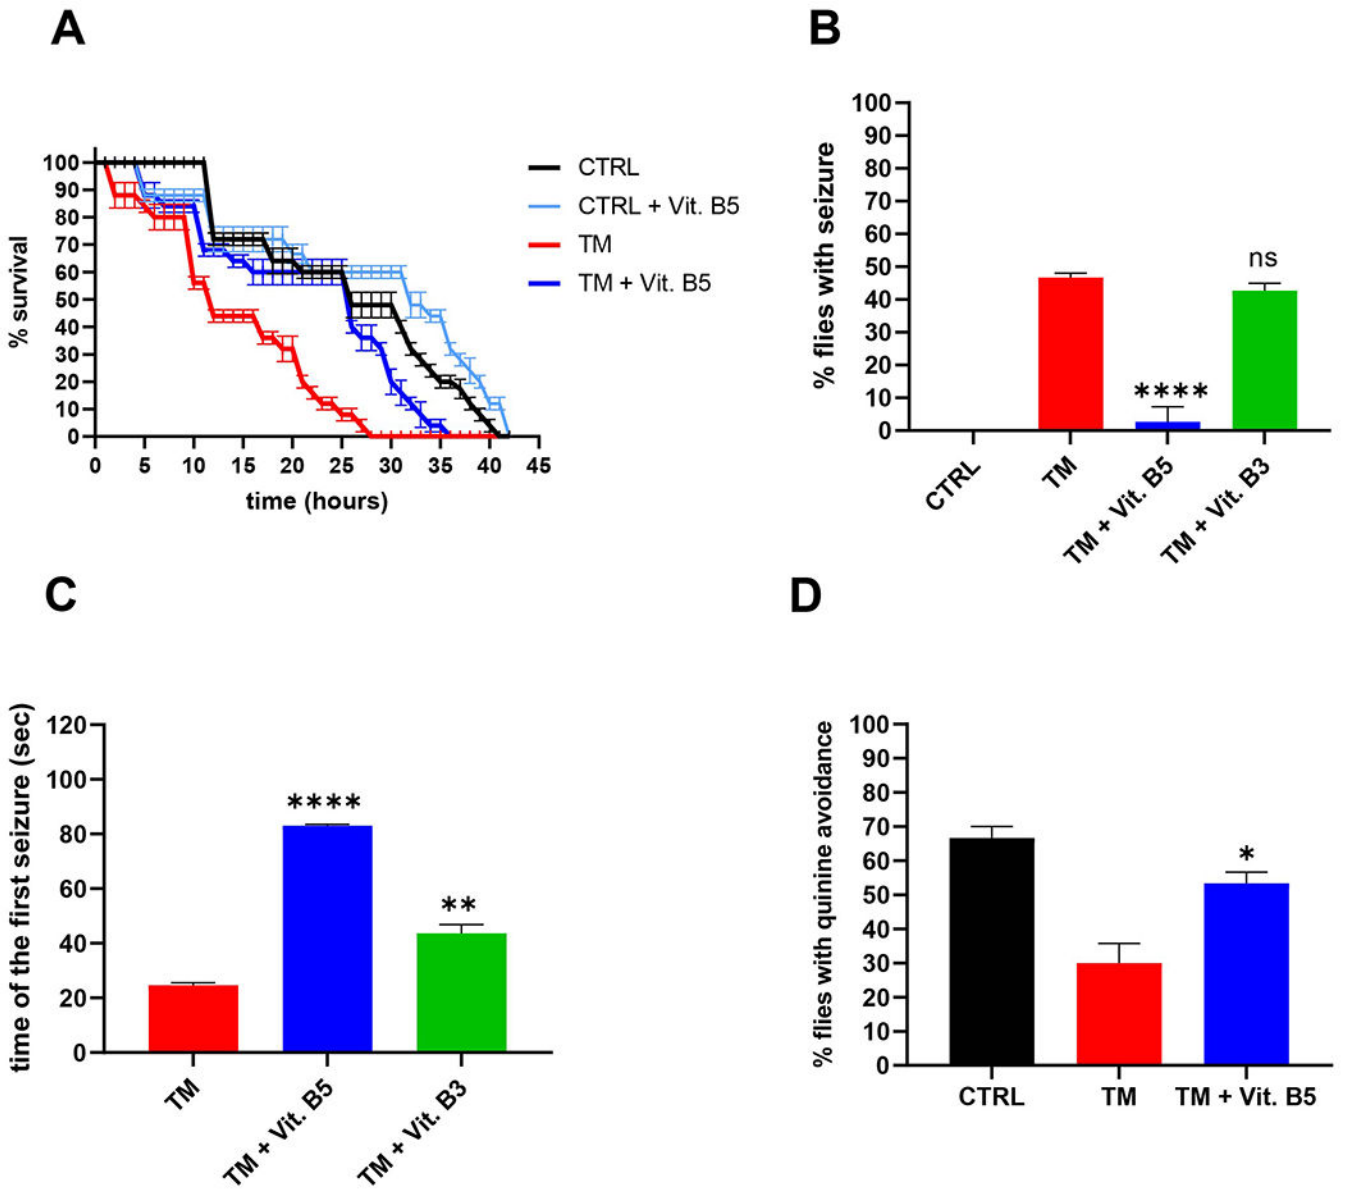 A
% survival
100
90
80
70
60
50
40
30
20
10
0
0 5 10 15 20 25 30 35 40 45
time (hours)
CTRL
CTRL + Vit. B5
TM
TM + Vit. B5
B
% flies with seizure
100
90
80
70
60
50
40
30
20
10
0
****
ns
CTRL
TM
TM + Vit. B5
TM + Vit. B3
C
time of the first seizure (sec)
120
100
80
60
40
20
0
****
**
TM
TM + Vit. B5
TM + Vit. B3
D
% flies with quinine avoidance
100
90
80
70
60
50
40
30
20
10
0
*
CTRL TM TM + Vit. B5